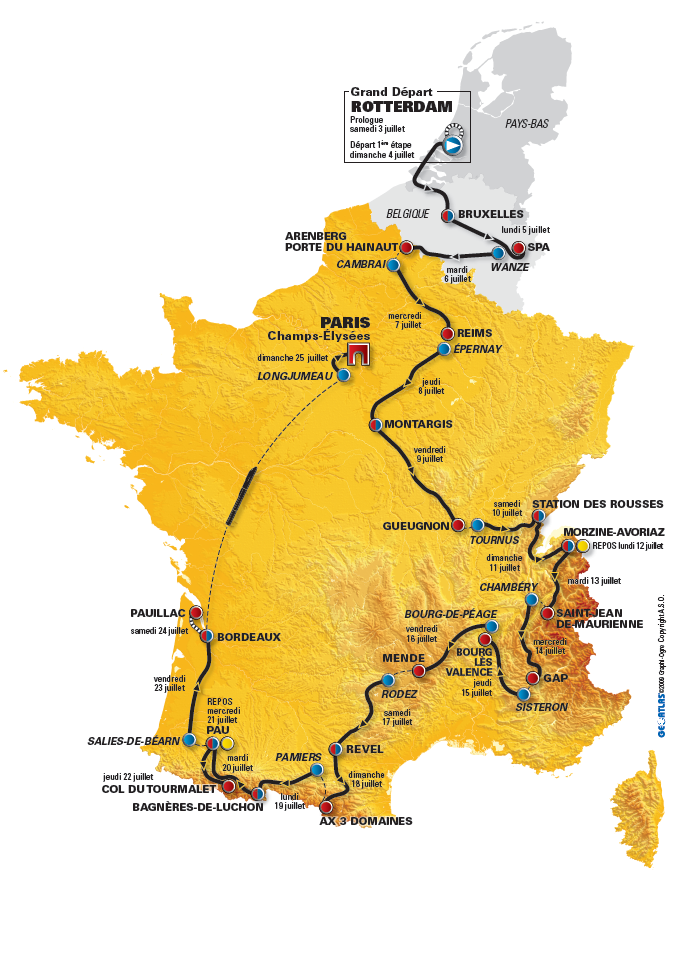 Grand Départ
ROTTERDAM
Prologue
samedi 3 juillet
Départ 1ère étape
dimanche 4 juillet
PAYS-BAS
BELGIQUE
BRUXELLES
lundi 5 juillet
SPA
WANZE
mardi
6 juillet
ARENBERG
PORTE DU HAINAUT
CAMBRAI
mercredi
7 juillet
REIMS
ÉPERNAY
PARIS
Champs-Élysées
dimanche 25 juillet
LONGJUMEAU
jeudi
8 juillet
MONTARGIS
vendredi
9 juillet
GUEUGNON
TOURNUS
samedi
10 juillet
STATION DES ROUSSES
dimanche
11 juillet
MORZINE-AVORIAZ
REPOS lundi 12 juillet
mardi 13 juillet
CHAMBÉRY
SAINT-JEAN
DE-MAURIENNE
mercredi
14 juillet
GAP
SISTERON
jeudi
15 juillet
BOURG
LÈS
VALENCE
BOURG-DE-PÉAGE
vendredi
16 juillet
MENDE
RODEZ
samedi
17 juillet
REVEL
dimanche
18 juillet
AX 3 DOMAINES
PAMIERS
lundi
19 juillet
BAGNÈRES-DE-LUCHON
mardi
20 juillet
REPOS
mercredi
21 juillet
PAU
jeudi 22 juillet
COL DU TOURMALET
SALIES-DE-BÉARN
vendredi
23 juillet
BORDEAUX
samedi 24 juillet
PAUILLAC
GEOATLAS ©2009 Graphi-Ogre Copyright A.S.O.